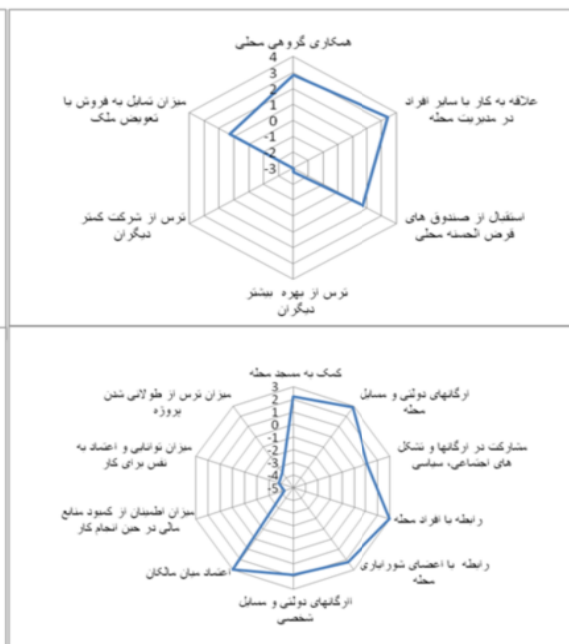 همکاری گروهی محلی
4
3
2
1
0
-1
-2
-3
علاقه به کار با سایر افراد
در مدیریت محله
استقبال از صندوق های
قرض الحسنه محلی
ترس از بهره بیشتر
دیگران
ترس از شرکت کمتر
دیگران
میزان تمایل به فروش یا
تعویض ملک
کمک به مسجد محله
3
2
1
0
-1
-2
-3
-4
-5
ارگانهای دولتی و مسایل
محله
مشارکت در ارگانها و تشکل
های اجتماعی، سیاسی
رابطه با افراد محله
رابطه با اعضای شورایاری
محله
اارگانهای دولتی و مسایل
شخصی
اعتماد میان مالکان
میزان اطمینان از کمبود منابع
مالی در حین انجام کار
میزان توانایی و اعتماد به
نفس برای کار
میزان ترس از طولانی شدن
پروژه